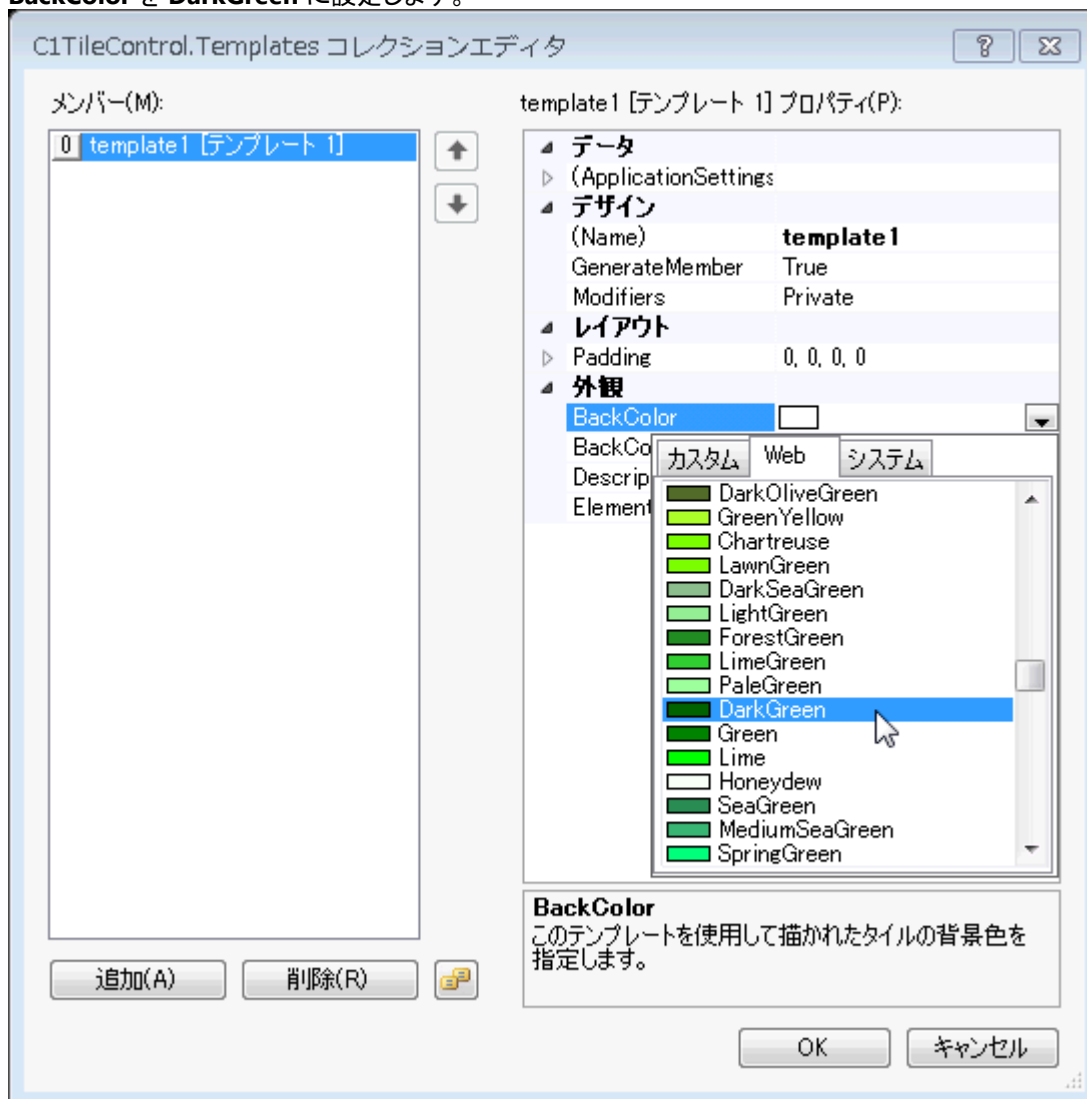 BackColor を DarkGreen に設定します。
C1TileControl.Templates コレクションエディタ
メンバー(M):
template1 [テンプレート 1] プロパティ(P):
0 template1 [テンプレート 1]
データ
(ApplicationSettings
デザイン
(Name) template1
GenerateMember True
Modifiers Private
レイアウト
Padding 0, 0, 0, 0
外観
BackColor
BackCo
Descrip
Element
カスタム Web システム
DarkOliveGreen
GreenYellow
Chartreuse
LawnGreen
DarkSeaGreen
LightGreen
ForestGreen
LimeGreen
PaleGreen
DarkGreen
Green
Lime
Honeydew
SeaGreen
MediumSeaGreen
SpringGreen
BackColor
このテンプレートを使用して描かれたタイルの背景色を
指定します。
追加(A) 削除(R)
OK キャンセル